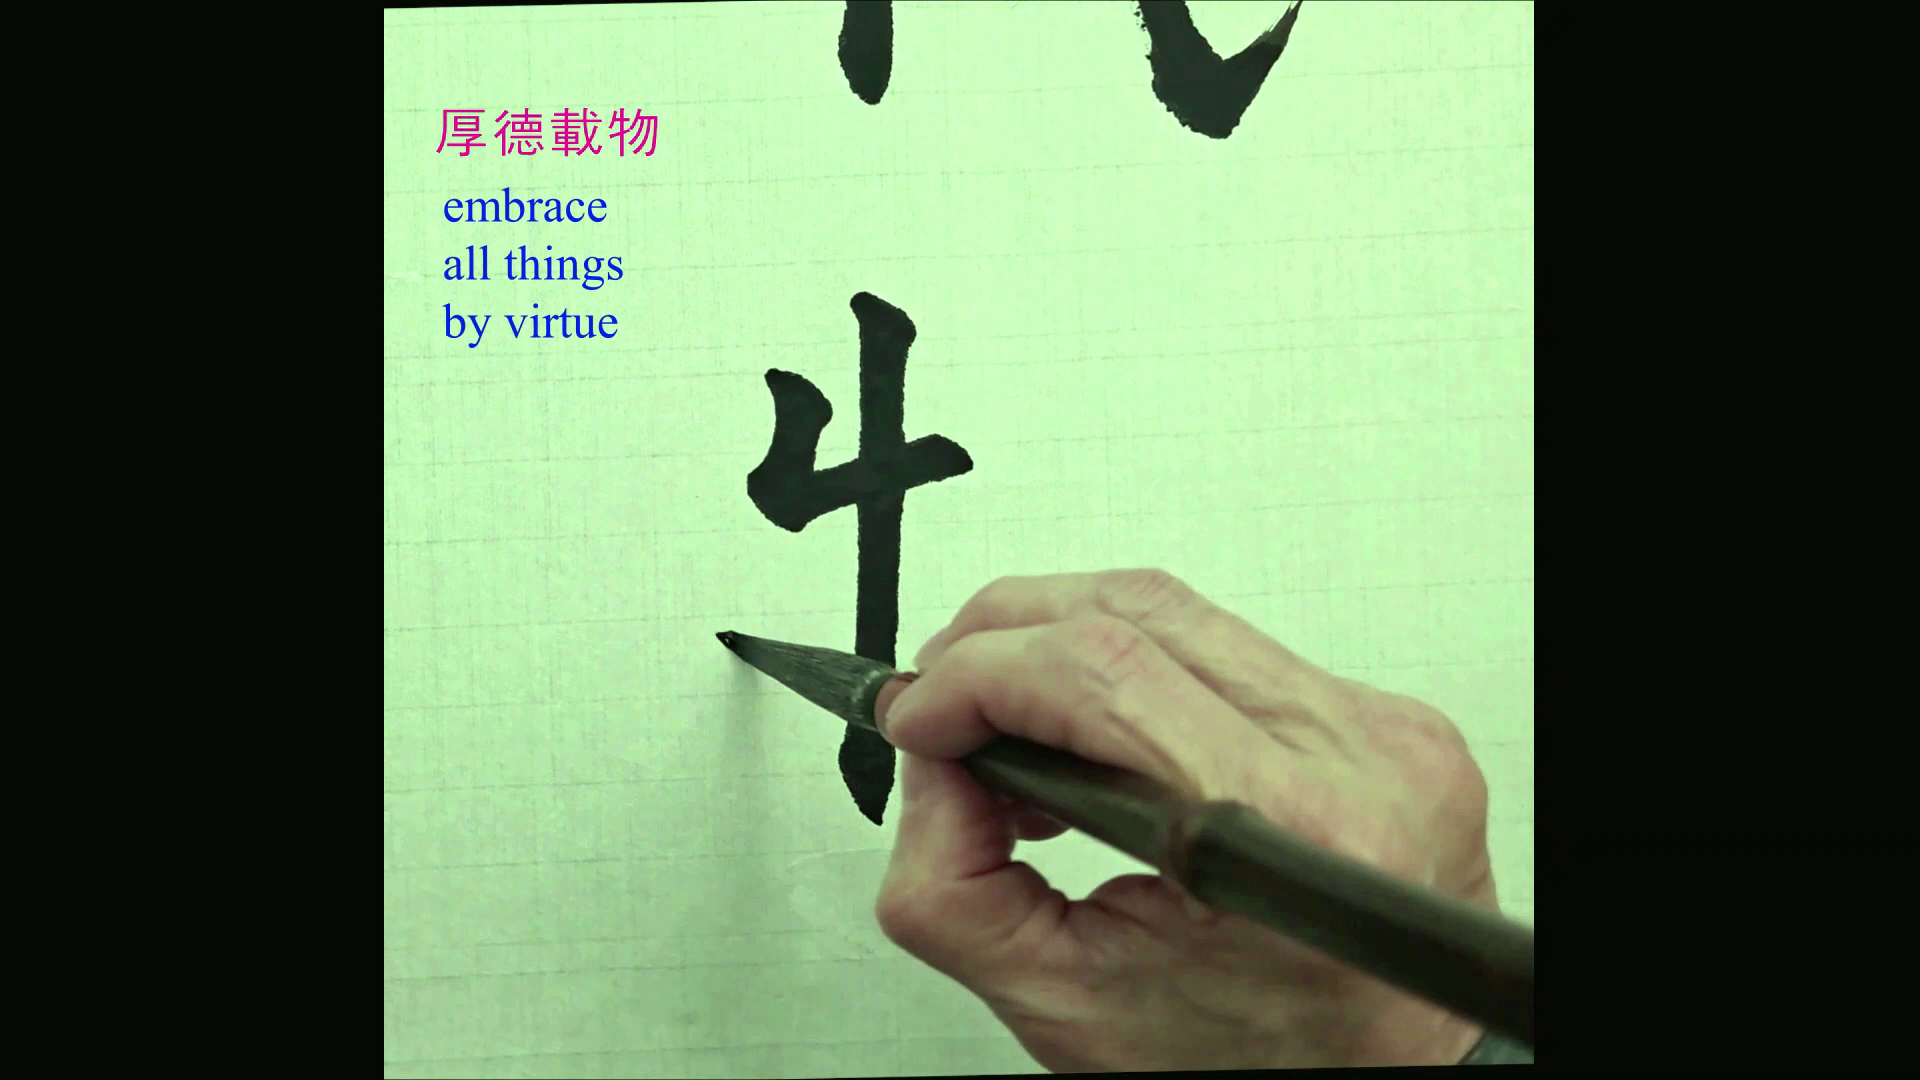 厚德載物
embrace
all things
by virtue